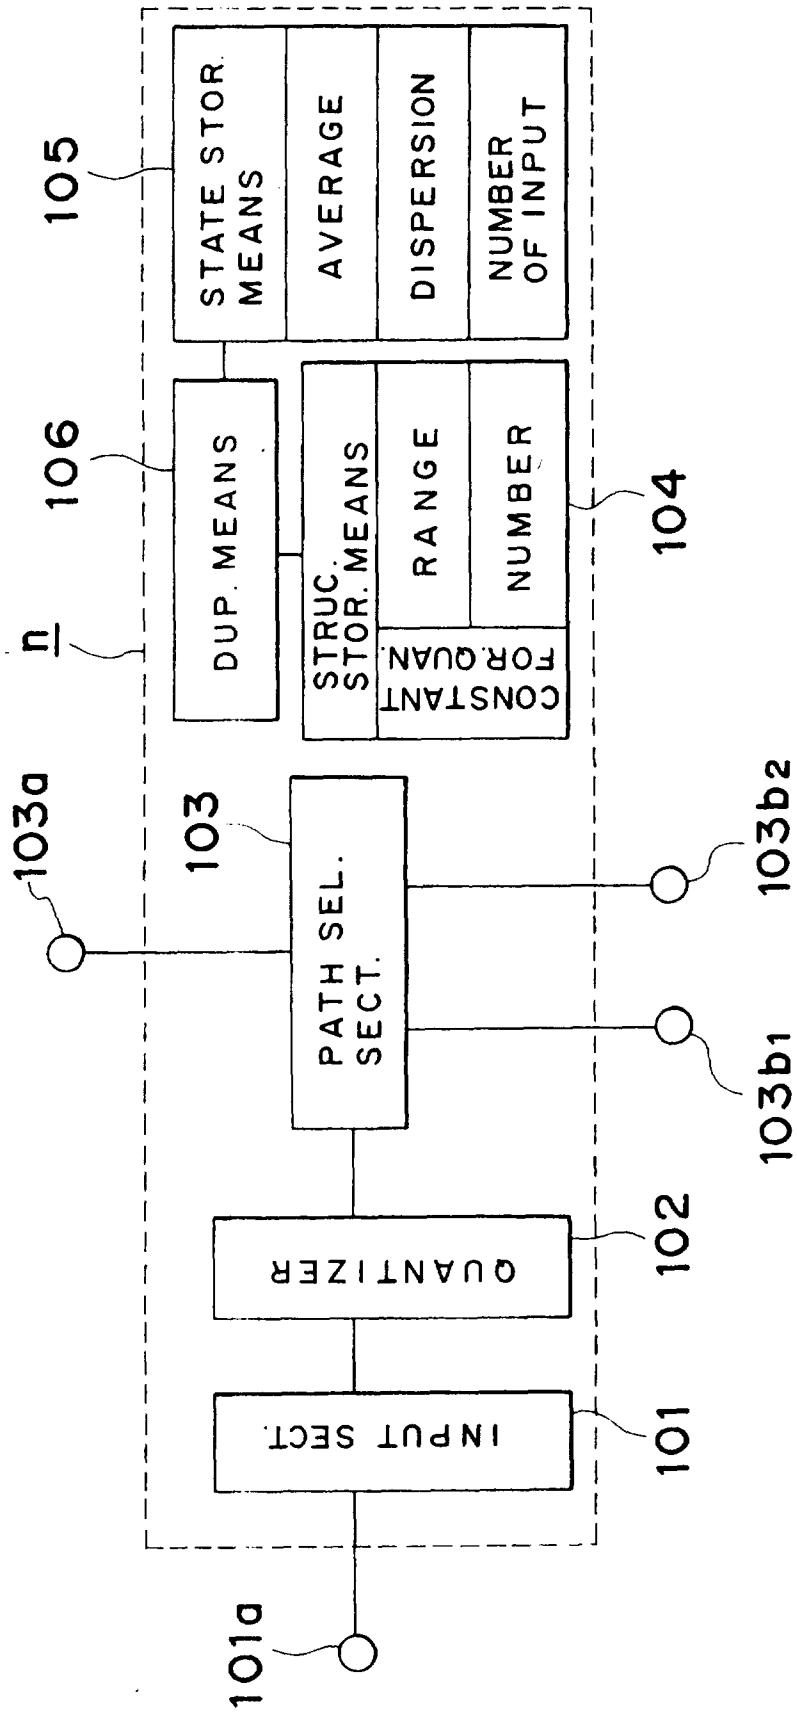 n
103a
106
105
103
DUP. MEANS
STATE STOR.
MEANS
AVERAGE
DISPERSION
NUMBER
OF INPUT
STRUC.
STOR. MEANS
CONSTANT
FOR.QUAN.
RANGE
NUMBER
104
101a
INPUT SECT.
101
QUANTIZER
102
PATH SEL.
SECT.
103b1
103b2